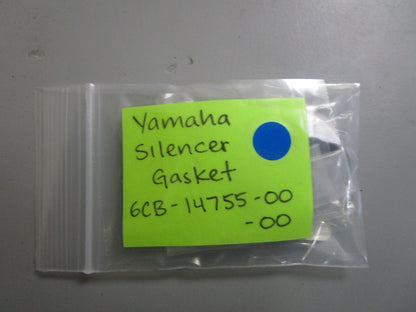 Yamaha
Silencer
Gasket
6CB-14755-00
-00